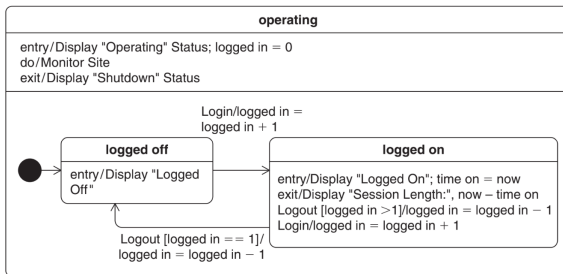 operating
entry/Display "Operating" Status; logged in = 0
do/Monitor Site
exit/Display "Shutdown" Status
Login/logged in =
logged in + 1
logged off
entry/Display "Logged
Off"
logged on
entry/Display "Logged On"; time on = now
exit/Display "Session Length:", now – time on
Logout [logged in >1]/logged in = logged in − 1
Login/logged in = logged in + 1
Logout [logged in == 1]/
logged in = logged in − 1